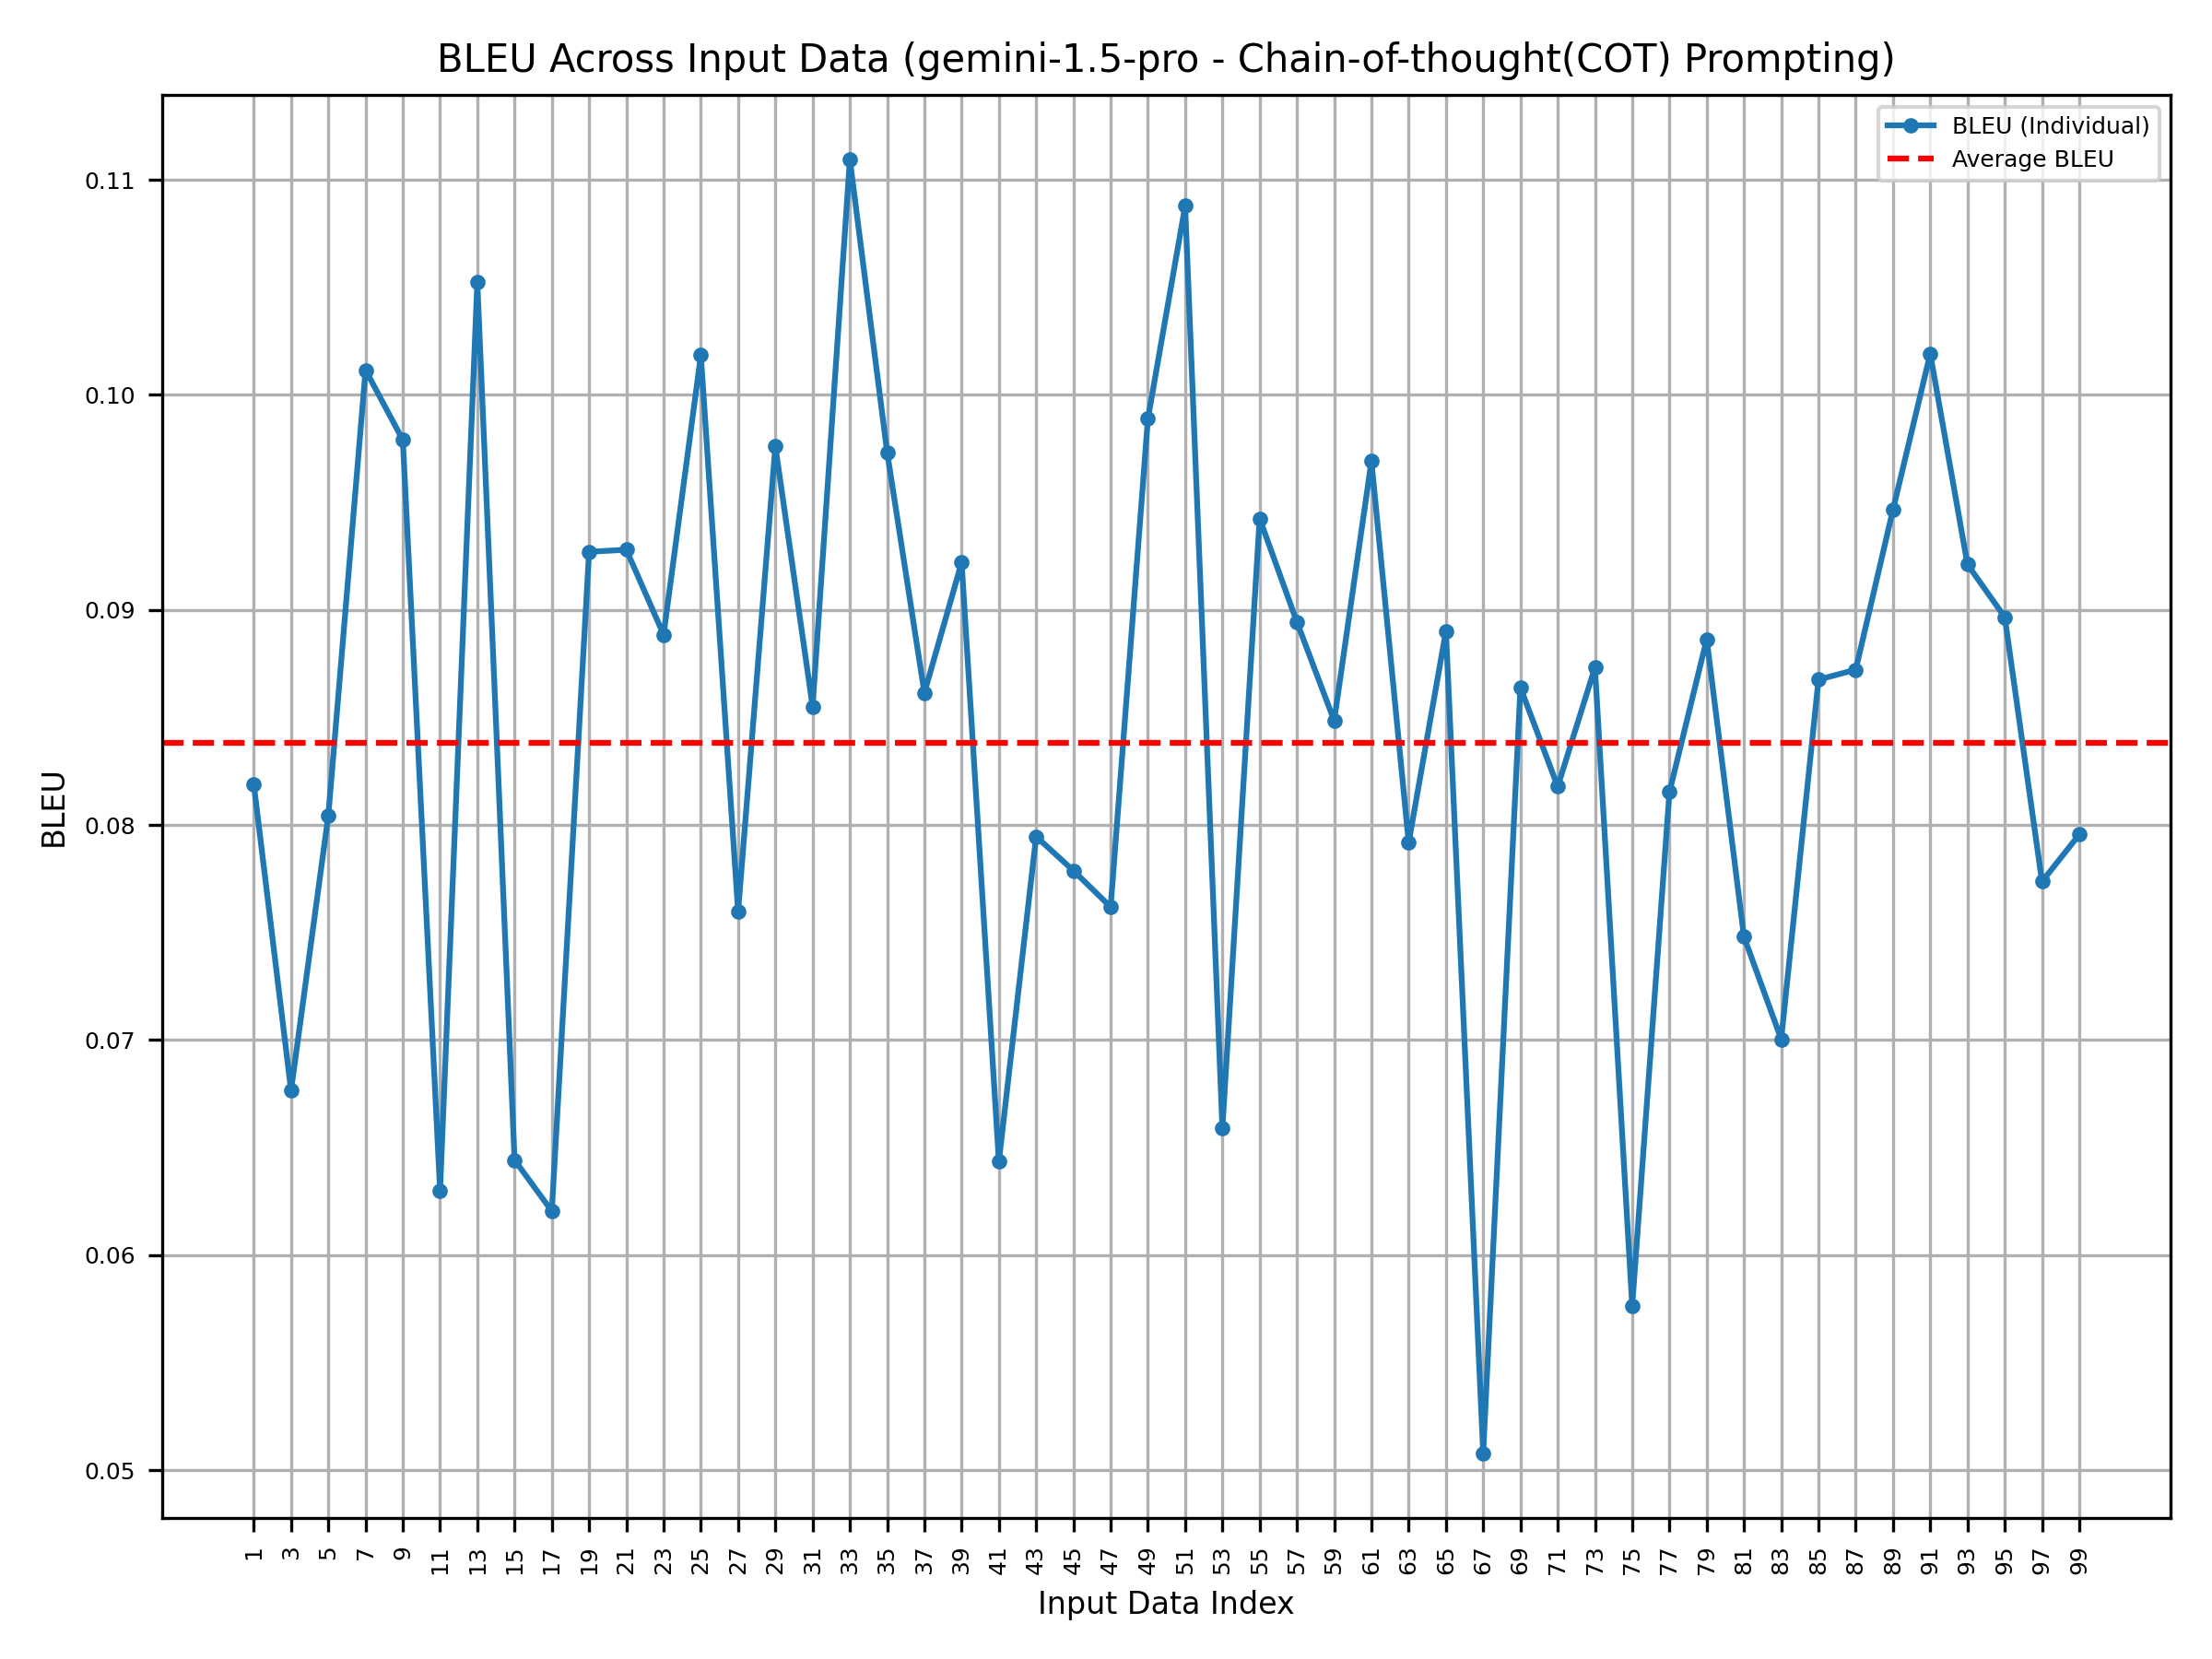 BLEU Across Input Data (gemini-1.5-pro - Chain-of-thought(COT) Prompting)
BLEU (Individual)
Average BLEU
0.11
0.10
0.09
0.08
0.07
0.06
0.05
BLEU
1 3 5 7 9 11 13 15 17 19 21 23 25 27 29 31 33 35 37 39 41 43 45 47 49 51 53 55 57 59 61 63 65 67 69 71 73 75 77 79 81 83 85 87 89 91 93 95 97 99
Input Data Index